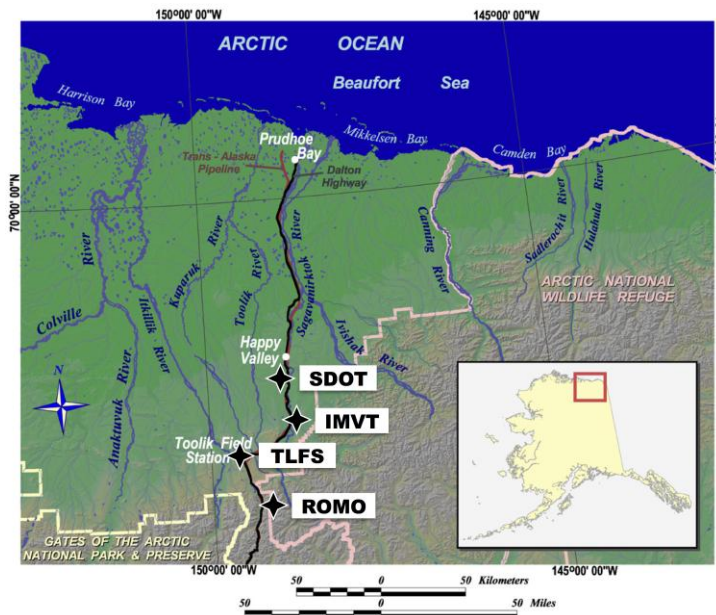 150°00' 00"W
145°00' 00"W
ARCTIC OCEAN
Beaufort Sea
Harrison Bay
Prudhoe
Bay
Mikkelsen Bay
Camden Bay
Trans - Alaska
Pipeline
Dalton
Highway
70°00' 00"N
70°00' 00"N
River
Colville
Itkillik River
Kuparuk River
Toolik River
Sagavanirktok River
Canning River
Sadlerochit River
Hulahula River
ARCTIC NATIONAL
WILDLIFE REFUGE
Anaktuvuk River
Happy
Valley
Ivishak River
SDOT
IMVT
Toolik Field
Station
TLFS
ROMO
GATES OF THE ARCTIC
NATIONAL PARK & PRESERVE
150°00' 00"W
145°00' 00"W
50 0 50 Kilometers
50 0 50 Miles